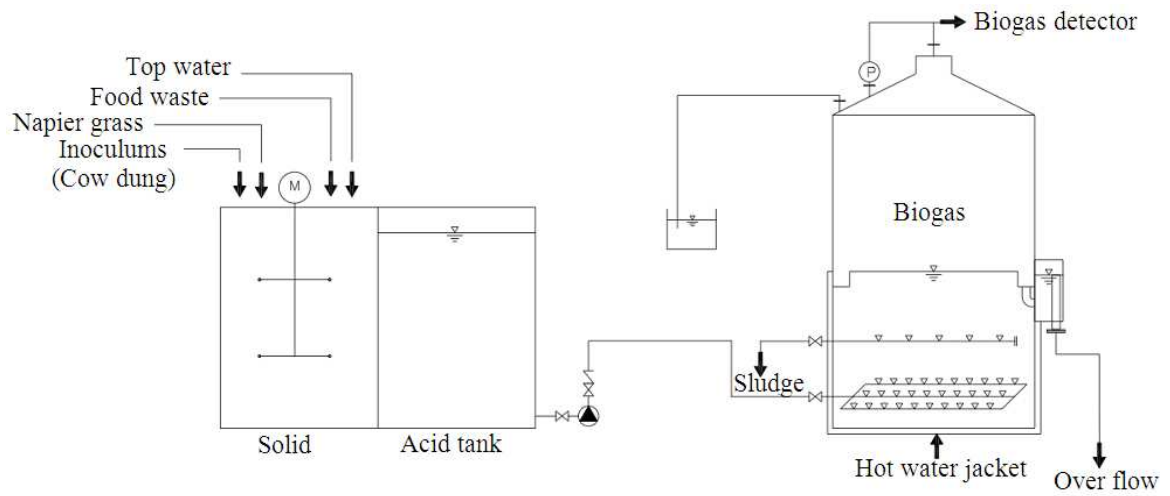 Biogas detector
Top water
Food waste
Napier grass
Inoculums
(Cow dung)
P
M
Biogas
Sludge
Solid
Acid tank
Hot water jacket
Over flow